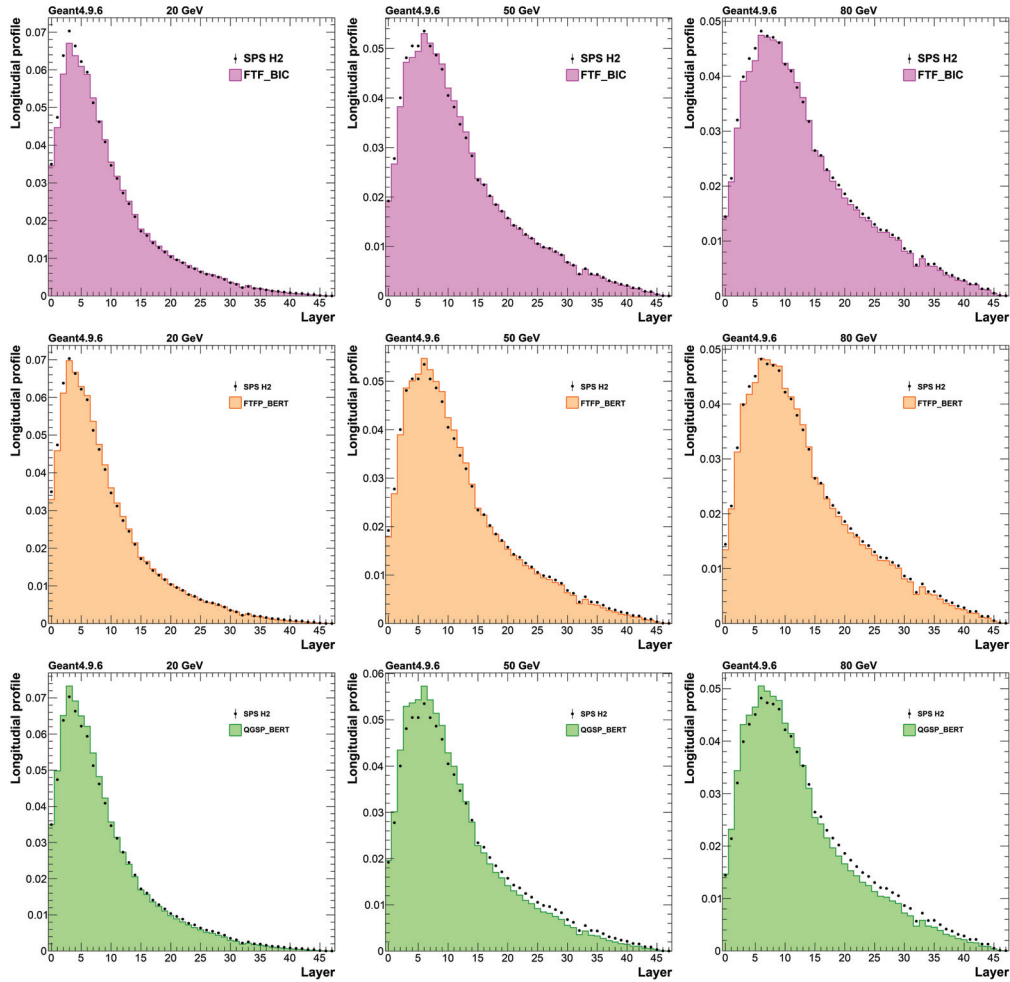 Geant4.9.6 20 GeV
Longitudial profile
0.07
0.06
0.05
0.04
0.03
0.02
0.01
0
SPS H2
FTF_BIC
0 5 10 15 20 25 30 35 40 45
Layer
Geant4.9.6 50 GeV
Longitudial profile
0.05
0.04
0.03
0.02
0.01
0
SPS H2
FTF_BIC
0 5 10 15 20 25 30 35 40 45
Layer
Geant4.9.6 80 GeV
Longitudial profile
0.05
0.04
0.03
0.02
0.01
0
SPS H2
FTF_BIC
0 5 10 15 20 25 30 35 40 45
Layer
Geant4.9.6 20 GeV
Longitudial profile
0.07
0.06
0.05
0.04
0.03
0.02
0.01
0
SPS H2
FTFP_BERT
0 5 10 15 20 25 30 35 40 45
Layer
Geant4.9.6 50 GeV
Longitudial profile
0.05
0.04
0.03
0.02
0.01
0
SPS H2
FTFP_BERT
0 5 10 15 20 25 30 35 40 45
Layer
Geant4.9.6 80 GeV
Longitudial profile
0.05
0.04
0.03
0.02
0.01
0
SPS H2
FTFP_BERT
0 5 10 15 20 25 30 35 40 45
Layer
Geant4.9.6 20 GeV
Longitudial profile
0.07
0.06
0.05
0.04
0.03
0.02
0.01
0
SPS H2
QGSP_BERT
0 5 10 15 20 25 30 35 40 45
Layer
Geant4.9.6 50 GeV
Longitudial profile
0.06
0.05
0.04
0.03
0.02
0.01
0
SPS H2
QGSP_BERT
0 5 10 15 20 25 30 35 40 45
Layer
Geant4.9.6 80 GeV
Longitudial profile
0.05
0.04
0.03
0.02
0.01
0
SPS H2
QGSP_BERT
0 5 10 15 20 25 30 35 40 45
Layer